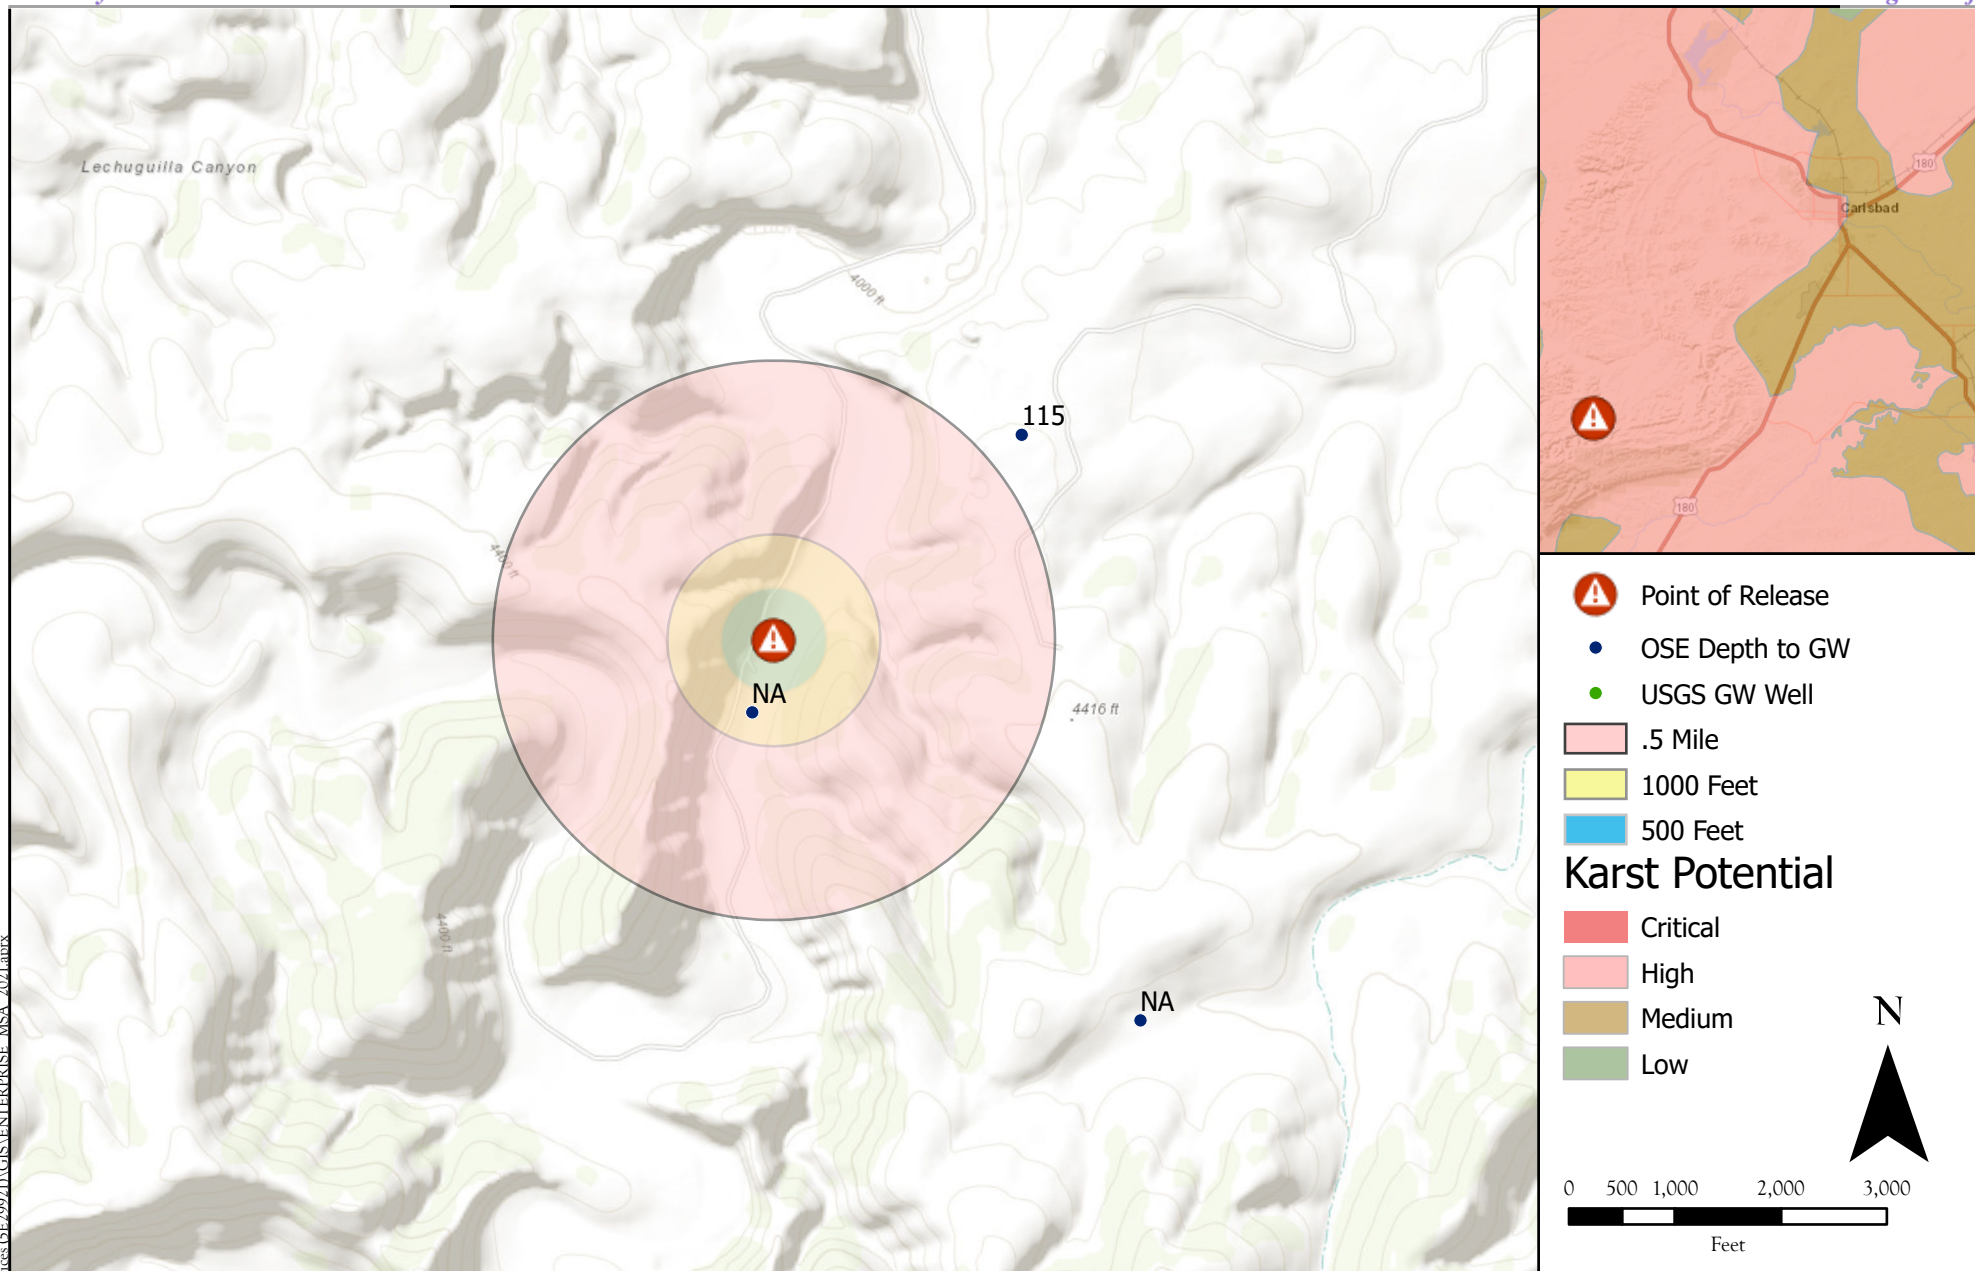 Lechuguilla Canyon
4000 ft
115
4400 ft
NA
4416 ft
4400 ft
NA
180
Carlsbad
180
Point of Release
OSE Depth to GW
USGS GW Well
.5 Mile
1000 Feet
500 Feet
Karst Potential
Critical
High
Medium
Low
N
0 500 1,000 2,000 3,000
Feet